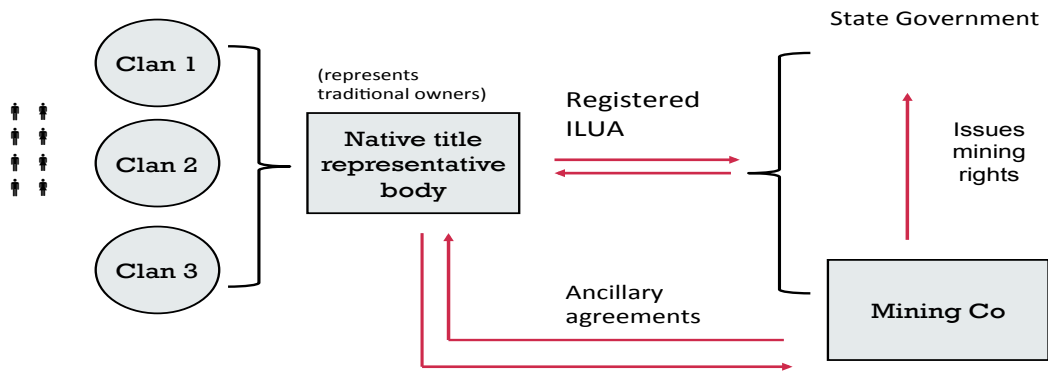 State Government
Clan 1
(represents
traditional owners)
Clan 2
Native title
representative
body
Registered
ILUA
Issues
mining
rights
Clan 3
Ancillary
agreements
Mining Co